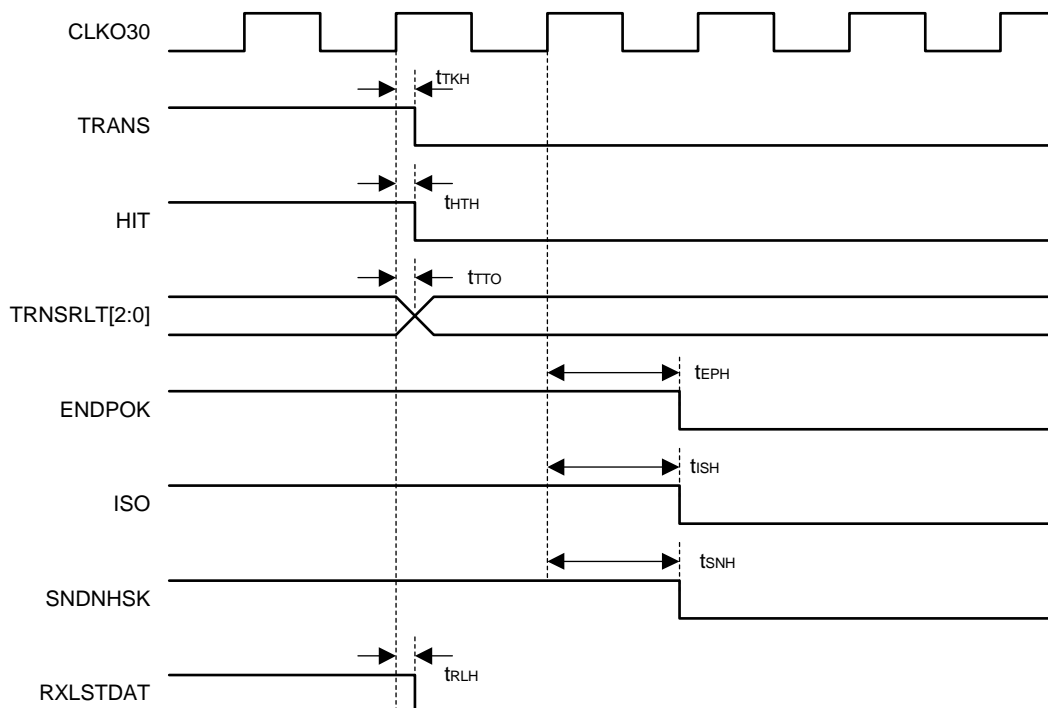 CLKO30
tTKH
TRANS
tHTH
HIT
tTTO
TRNSRLT[2:0]
tEPH
ENDPOK
tISH
ISO
tSNH
SNDNHSK
tRLH
RXLSTDAT